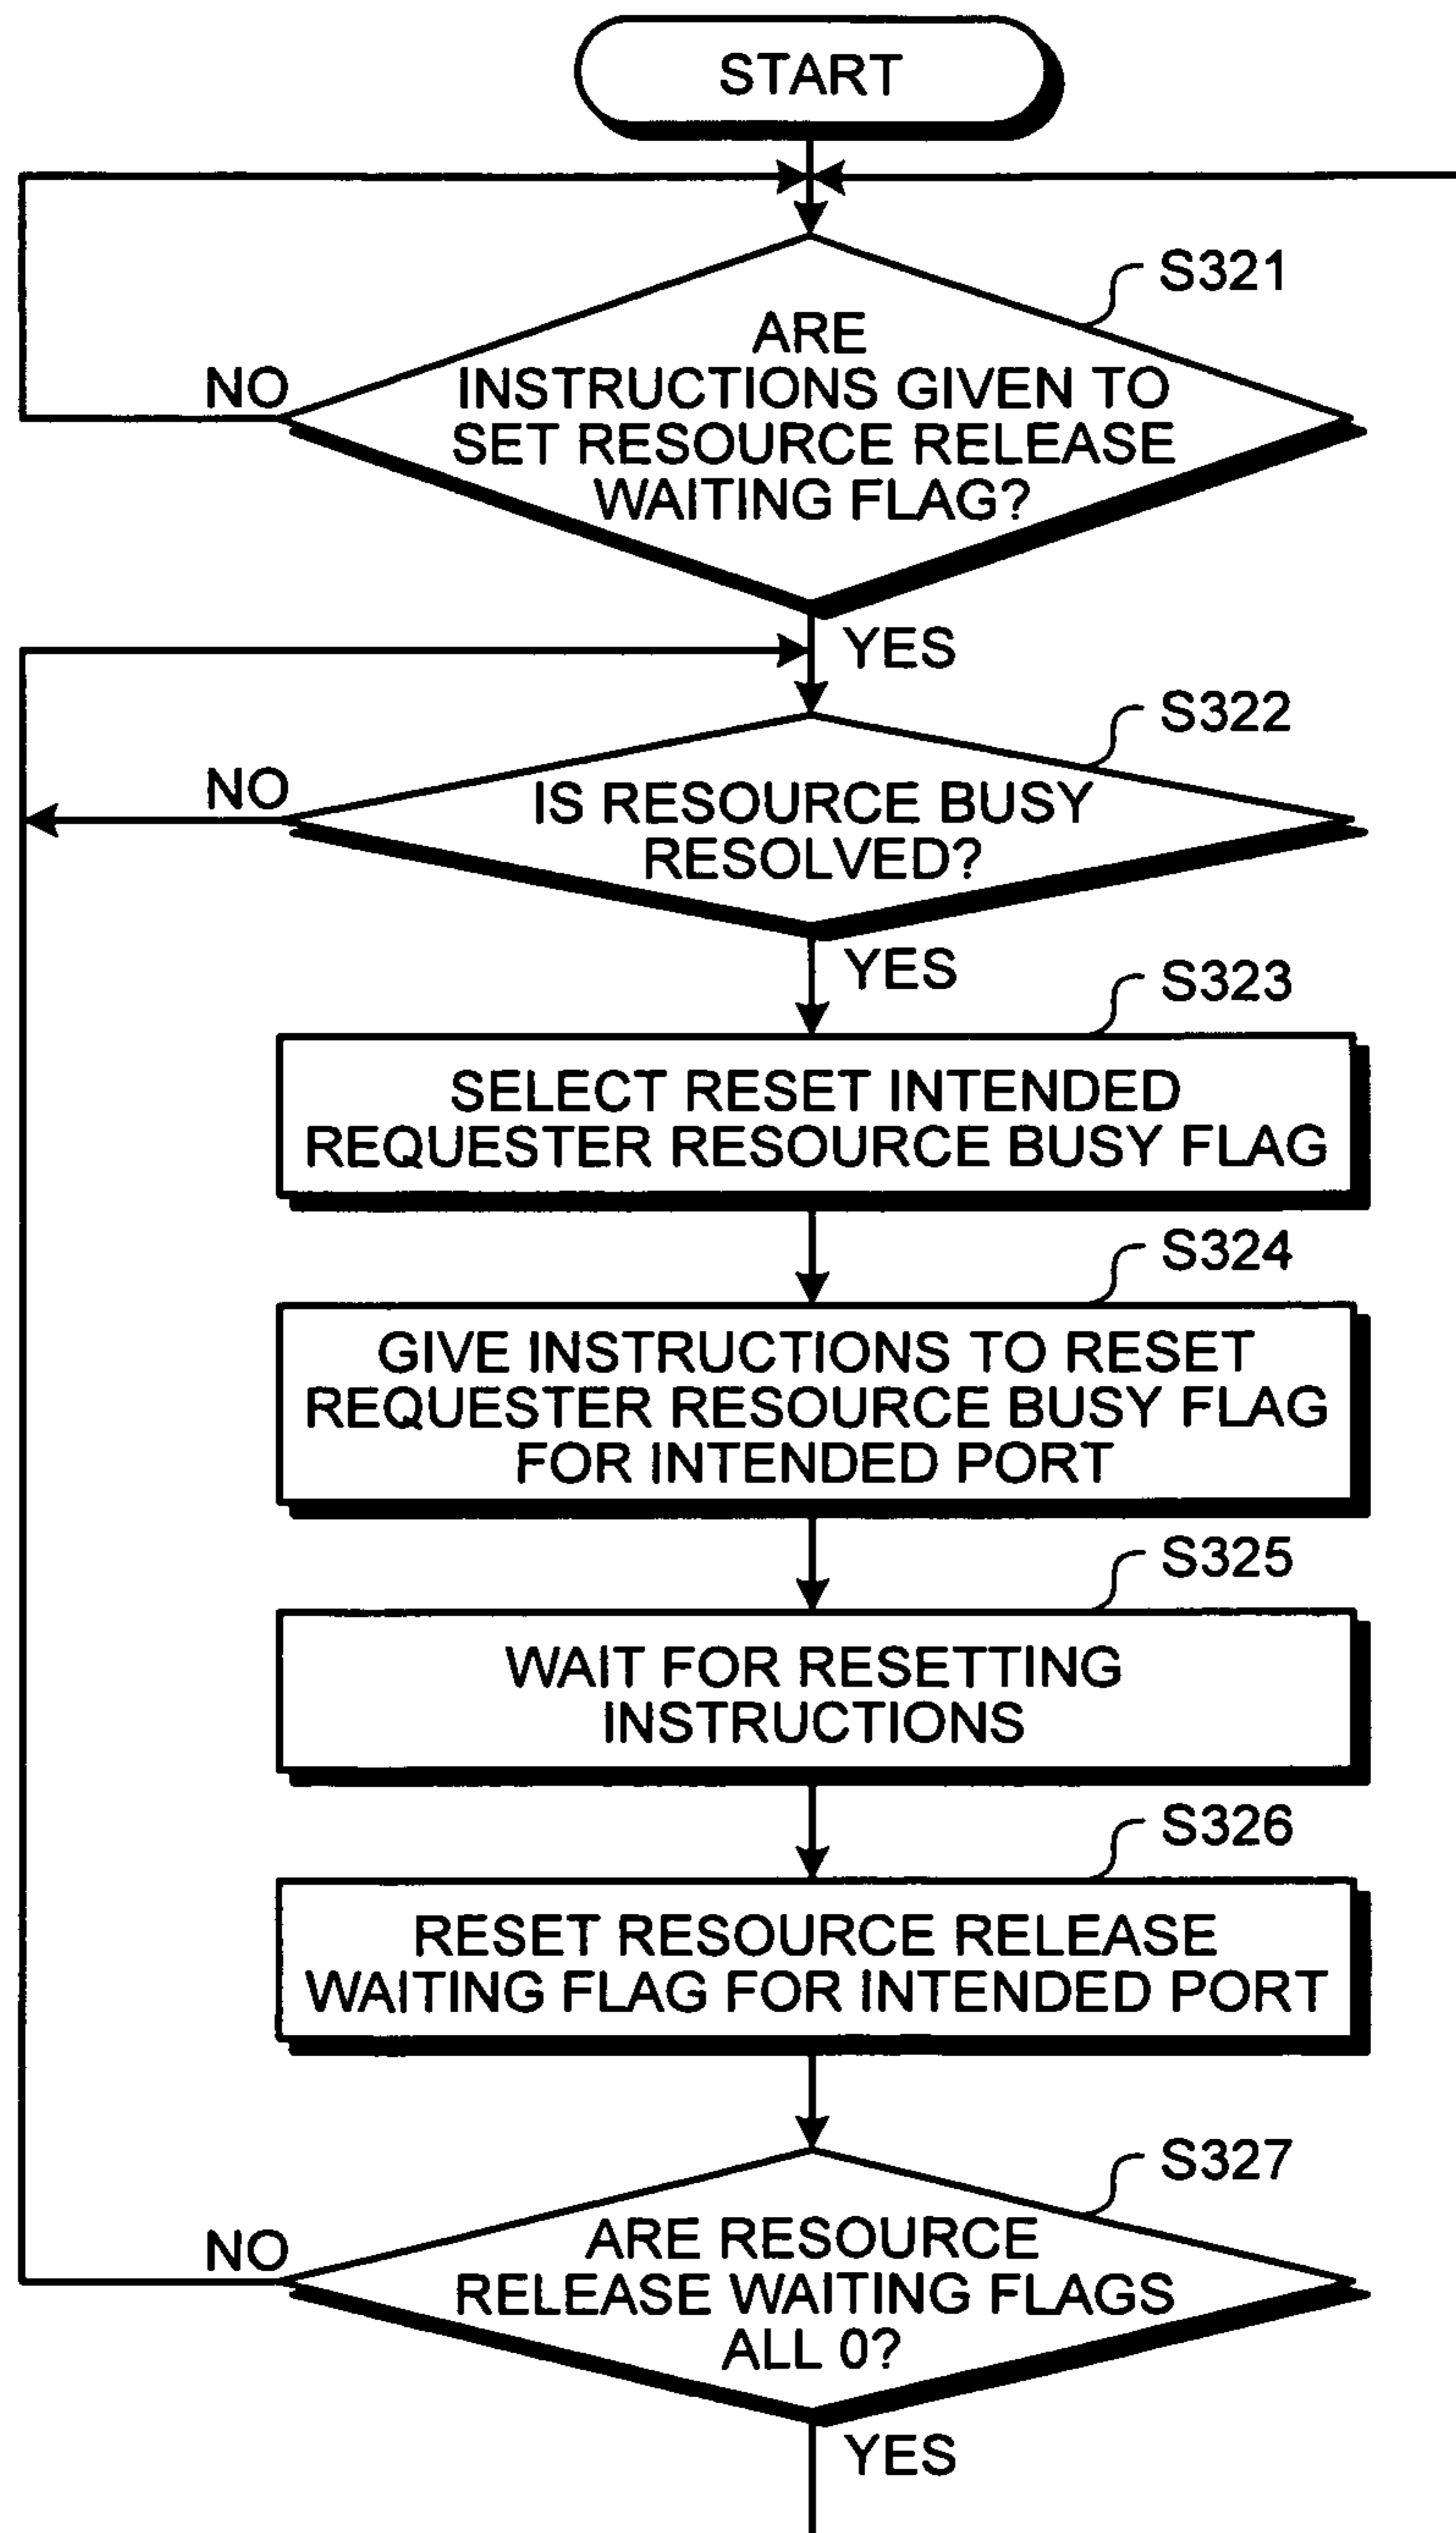 START
S321
ARE
INSTRUCTIONS GIVEN TO
SET RESOURCE RELEASE
WAITING FLAG?
NO
YES
S322
IS RESOURCE BUSY
RESOLVED?
NO
YES
S323
SELECT RESET INTENDED
REQUESTER RESOURCE BUSY FLAG
S324
GIVE INSTRUCTIONS TO RESET
REQUESTER RESOURCE BUSY FLAG
FOR INTENDED PORT
S325
WAIT FOR RESETTING
INSTRUCTIONS
S326
RESET RESOURCE RELEASE
WAITING FLAG FOR INTENDED PORT
S327
ARE RESOURCE
RELEASE WAITING FLAGS
ALL 0?
NO
YES